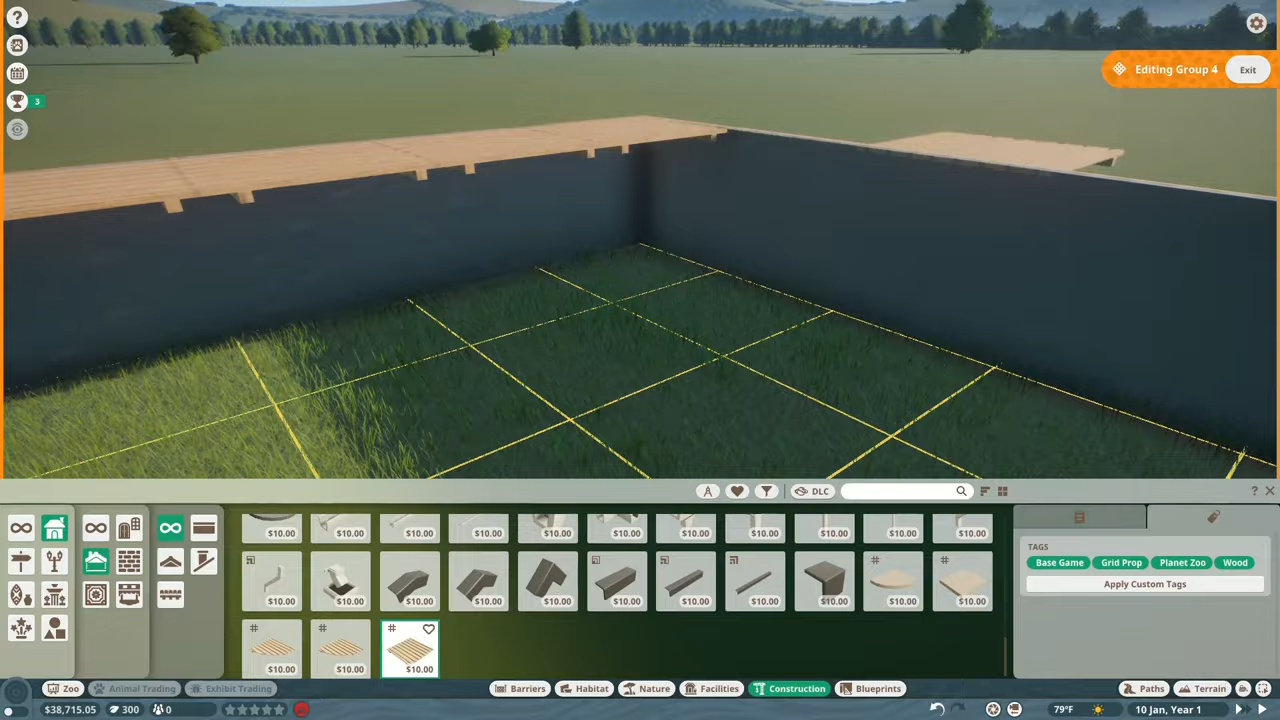 ?
3
Editing Group 4
Exit
DLC
?
$10.00 $10.00 $10.00 $10.00 $10.00 $10.00 $10.00 $10.00 $10.00 $10.00 $10.00
$10.00 $10.00 $10.00 $10.00 $10.00 $10.00 $10.00 $10.00 $10.00 $10.00 $10.00
$10.00 $10.00 $10.00
TAGS
Base Game Grid Prop Planet Zoo Wood
Apply Custom Tags
Zoo Animal Trading Exhibit Trading Barriers Habitat Nature Facilities Construction Blueprints Paths Terrain
$38,715.05 300 0 79°F 10 Jan, Year 1